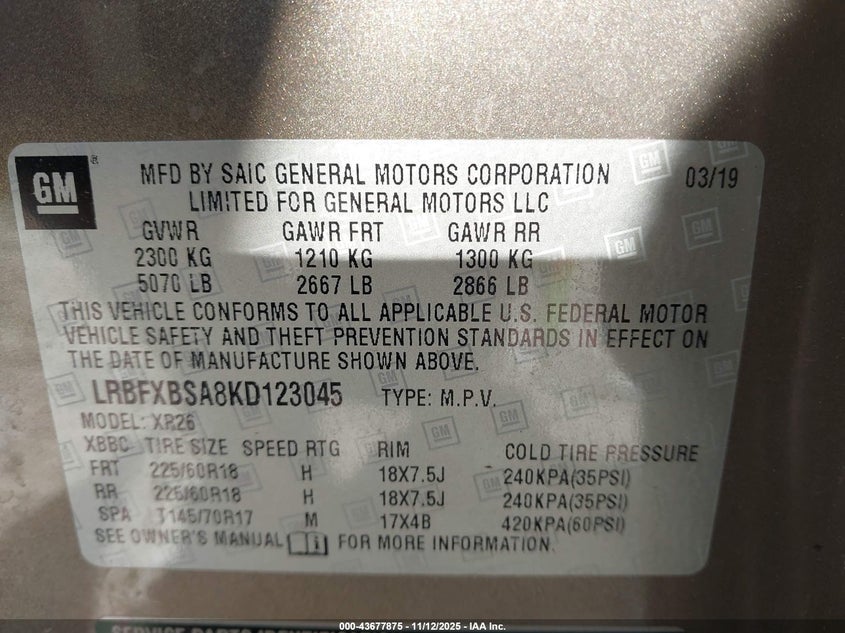 GM
MFD BY SAIC GENERAL MOTORS CORPORATION 03/19
LIMITED FOR GENERAL MOTORS LLC
GVWR GAWR FRT GAWR RR
2300 KG 1210 KG 1300 KG
5070 LB 2667 LB 2866 LB
THIS VEHICLE CONFORMS TO ALL APPLICABLE U.S. FEDERAL MOTOR
VEHICLE SAFETY AND THEFT PREVENTION STANDARDS IN EFFECT ON
THE DATE OF MANUFACTURE SHOWN ABOVE.
LRBFXBSA8KD123045 TYPE: M.P.V.
MODEL: XP26
XBBC TIRE SIZE SPEED RTG RIM COLD TIRE PRESSURE
FRT 225/60R18 H 18X7.5J 240KPA(35PSI)
RR 225/60R18 H 18X7.5J 240KPA(35PSI)
SPA T145/70R17 M 17X4B 420KPA(60PSI)
SEE OWNER'S MANUAL FOR MORE INFORMATION.
SERVICE PARTS
000-43677875 - 11/12/2025 - IAA Inc.